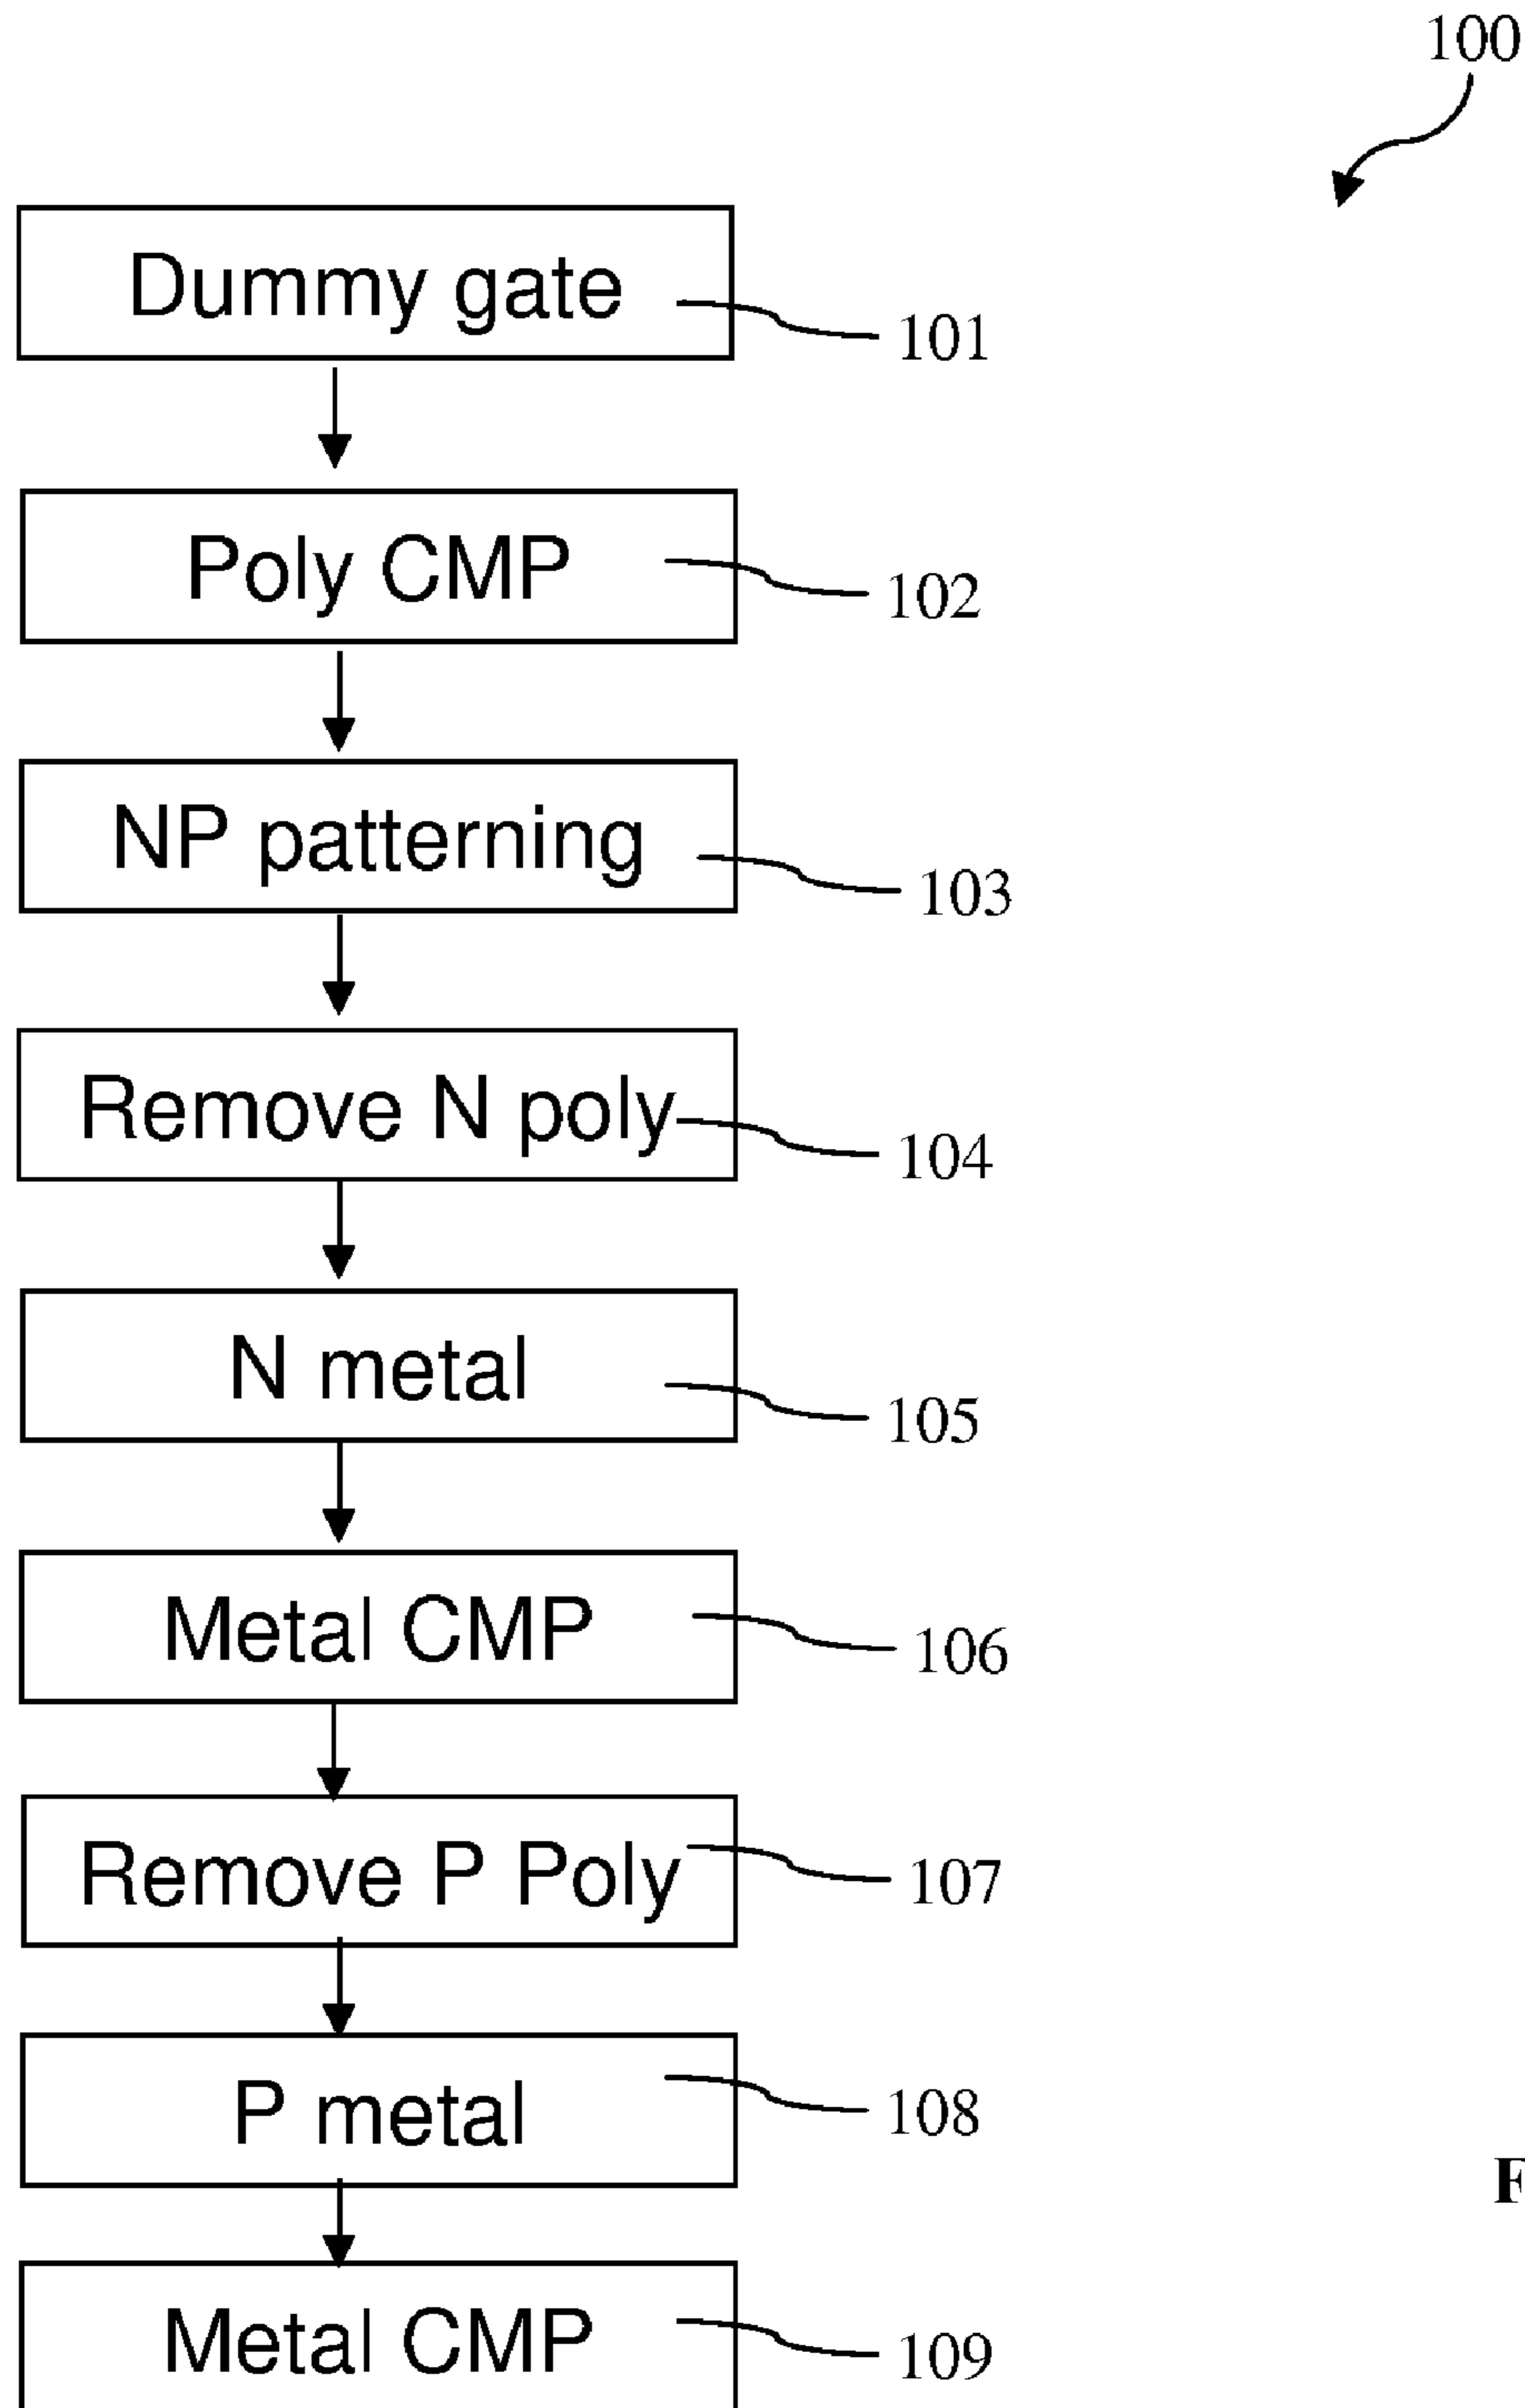 100
Dummy gate
101
Poly CMP
102
NP patterning
103
Remove N poly
104
N metal
105
Metal CMP
106
Remove P Poly
107
P metal
108
F
Metal CMP
109